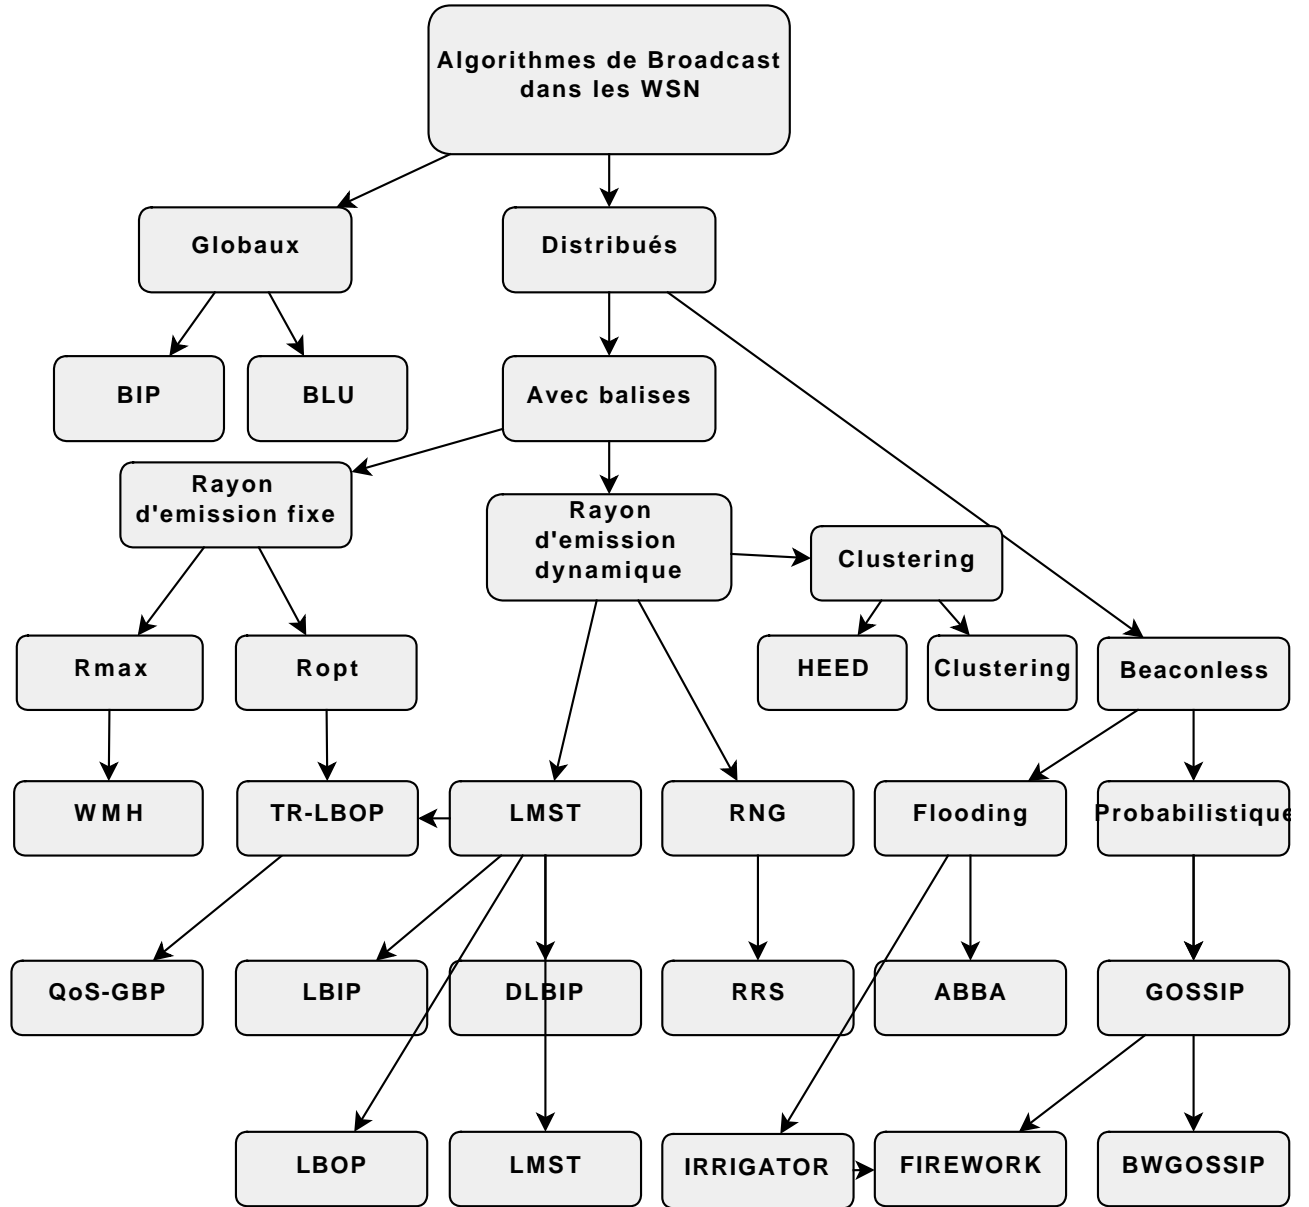 Algorithmes de Broadcast
dans les WSN
Globaux
Distribués
BIP
BLU
Avec balises
Rayon
d'emission fixe
Rayon
d'emission
dynamique
Clustering
Rmax
Ropt
HEED
Clustering
Beaconless
WMH
TR-LBOP
LMST
RNG
Flooding
Probabilistique
QoS-GBP
LBIP
DLBIP
RRS
ABBA
GOSSIP
LBOP
LMST
IRRIGATOR
FIREWORK
BWGOSSIP